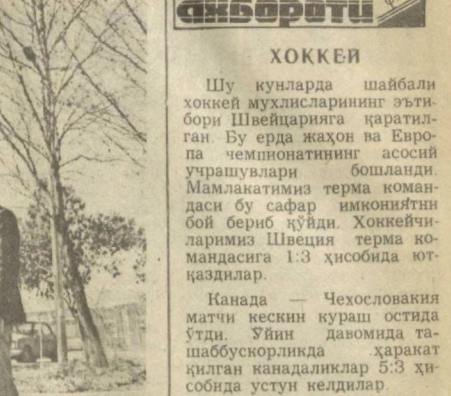 ахбороти
ХОККЕЙ
Шу кунларда шайбали
хоккей мухлисларининг эъти-
бори Швейцарияга қаратил-
ган. Бу ерда жаҳон ва Евро-
па чемпионатининг асосий
учрашувлари бошланди.
Мамлакатимиз терма коман-
даси бу сафар имкониятни
бой бериб қўйди. Хоккейчи-
ларимиз Швеция терма ко-
мандасига 1:3 ҳисобида ют-
қаздилар.
Канада — Чехословакия
матчи кескин кураш остида
ўтди. Ўйин давомида та-
шаббускорликда ҳаракат
қилган канадаликлар 5:3 ҳи-
собида устун келдилар.